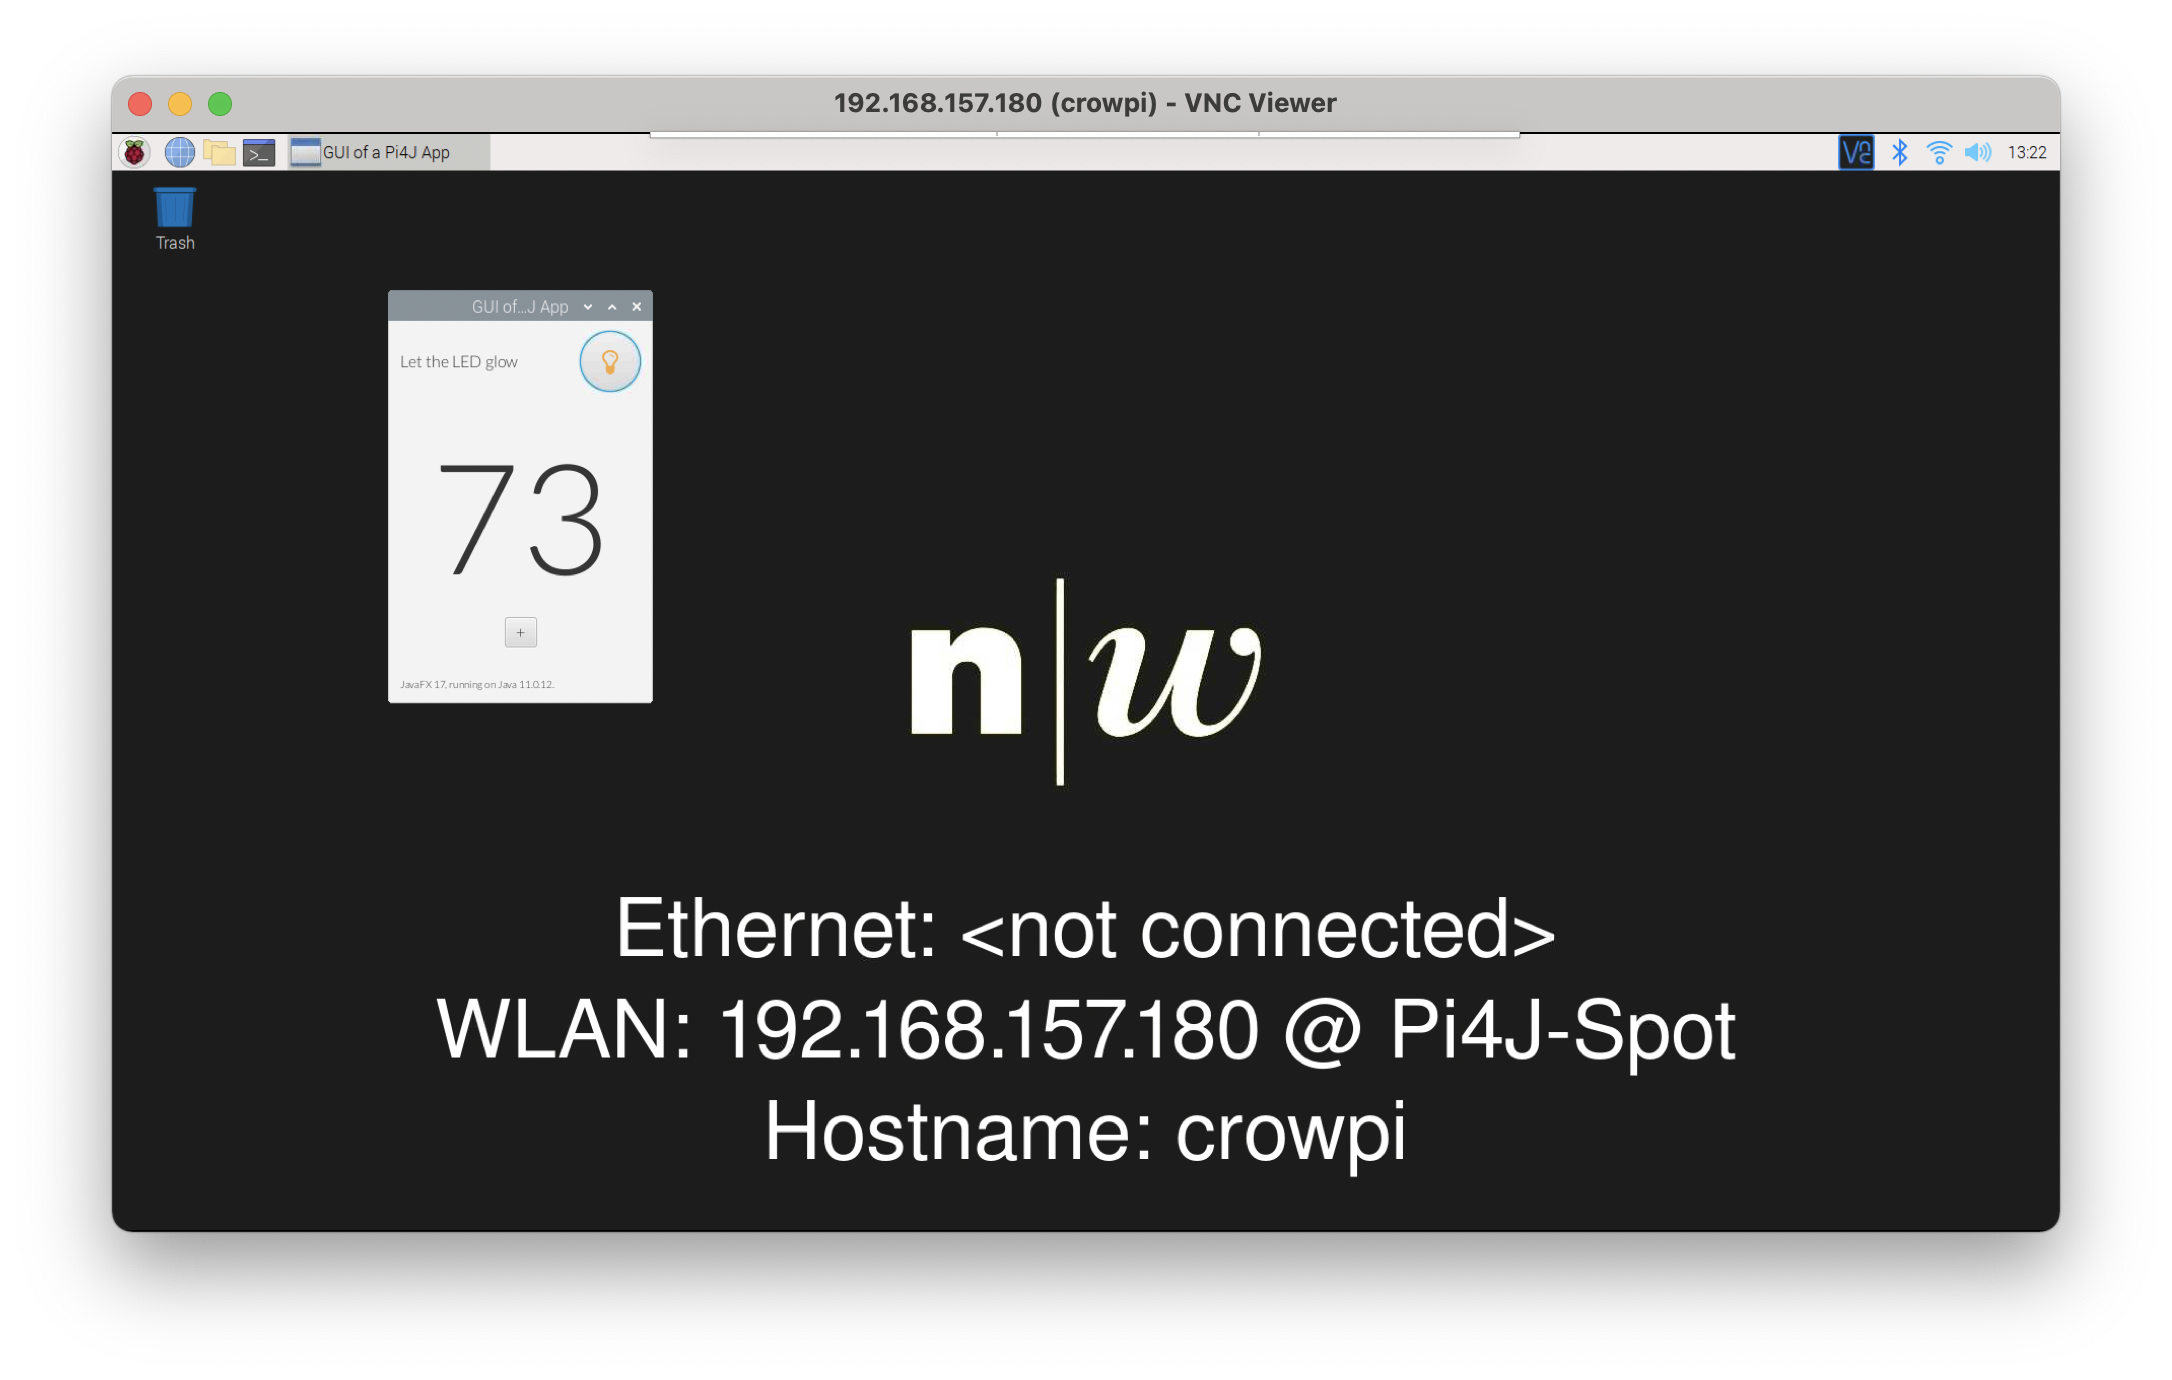 192.168.157.180 (crowpi) - VNC Viewer
GUI of a Pi4J App
13:22
Trash
GUI of...J App
Let the LED glow
73
+
JavaFX 17, running on Java 11.0.12.
n|w
Ethernet: <not connected>
WLAN: 192.168.157.180 @ Pi4J-Spot
Hostname: crowpi